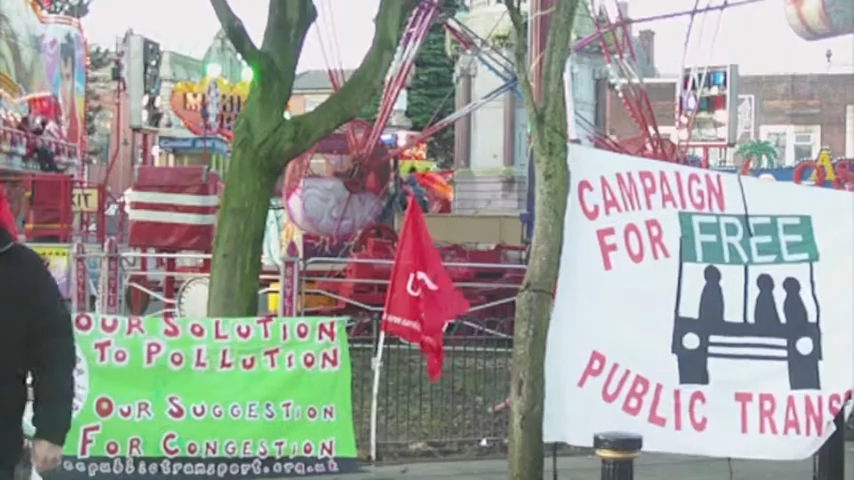 OUR SOLUTION
TO POLLUTION
OUR SUGGESTION
FOR CONGESTION
CAMPAIGN
FOR FREE
PUBLIC TRANS